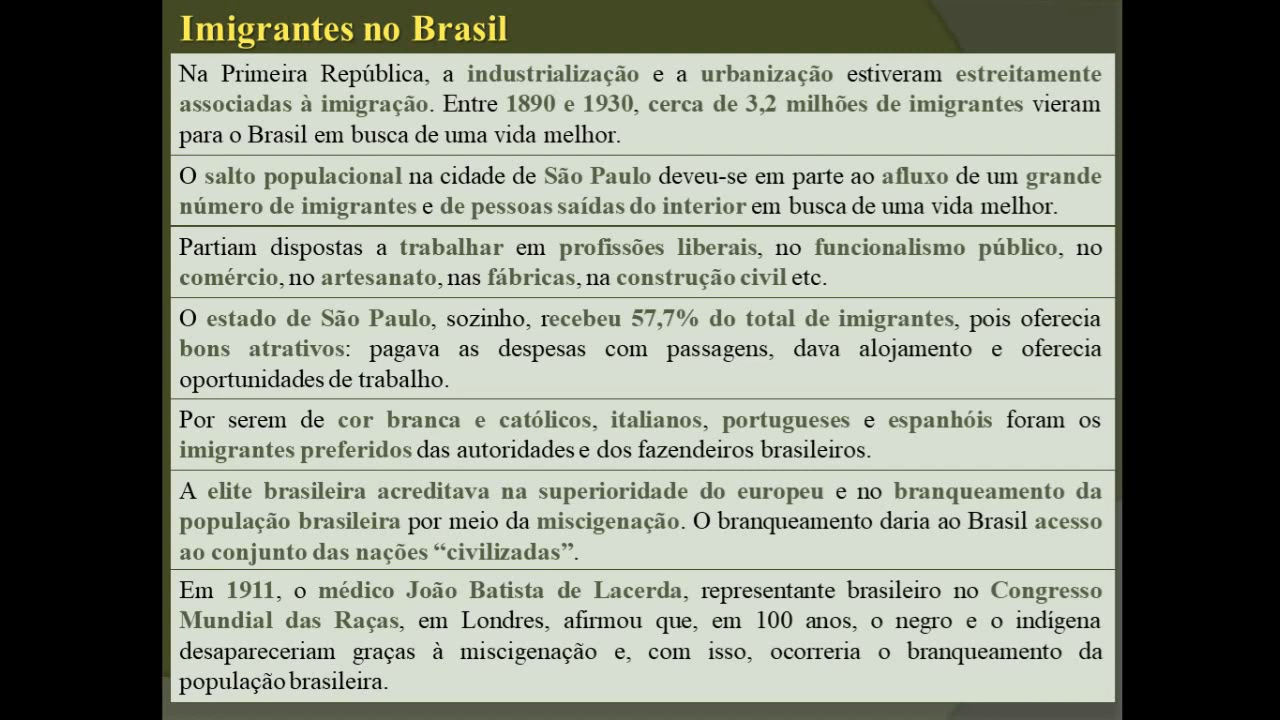 Imigrantes no Brasil
Na Primeira República, a industrialização e a urbanização estiveram estreitamente
associadas à imigração. Entre 1890 e 1930, cerca de 3,2 milhões de imigrantes vieram
para o Brasil em busca de uma vida melhor.
O salto populacional na cidade de São Paulo deveu-se em parte ao afluxo de um grande
número de imigrantes e de pessoas saídas do interior em busca de uma vida melhor.
Partiam dispostas a trabalhar em profissões liberais, no funcionalismo público, no
comércio, no artesanato, nas fábricas, na construção civil etc.
O estado de São Paulo, sozinho, recebeu 57,7% do total de imigrantes, pois oferecia
bons atrativos: pagava as despesas com passagens, dava alojamento e oferecia
oportunidades de trabalho.
Por serem de cor branca e católicos, italianos, portugueses e espanhóis foram os
imigrantes preferidos das autoridades e dos fazendeiros brasileiros.
A elite brasileira acreditava na superioridade do europeu e no branqueamento da
população brasileira por meio da miscigenação. O branqueamento daria ao Brasil acesso
ao conjunto das nações “civilizadas”.
Em 1911, o médico João Batista de Lacerda, representante brasileiro no Congresso
Mundial das Raças, em Londres, afirmou que, em 100 anos, o negro e o indígena
desapareceriam graças à miscigenação e, com isso, ocorreria o branqueamento da
população brasileira.